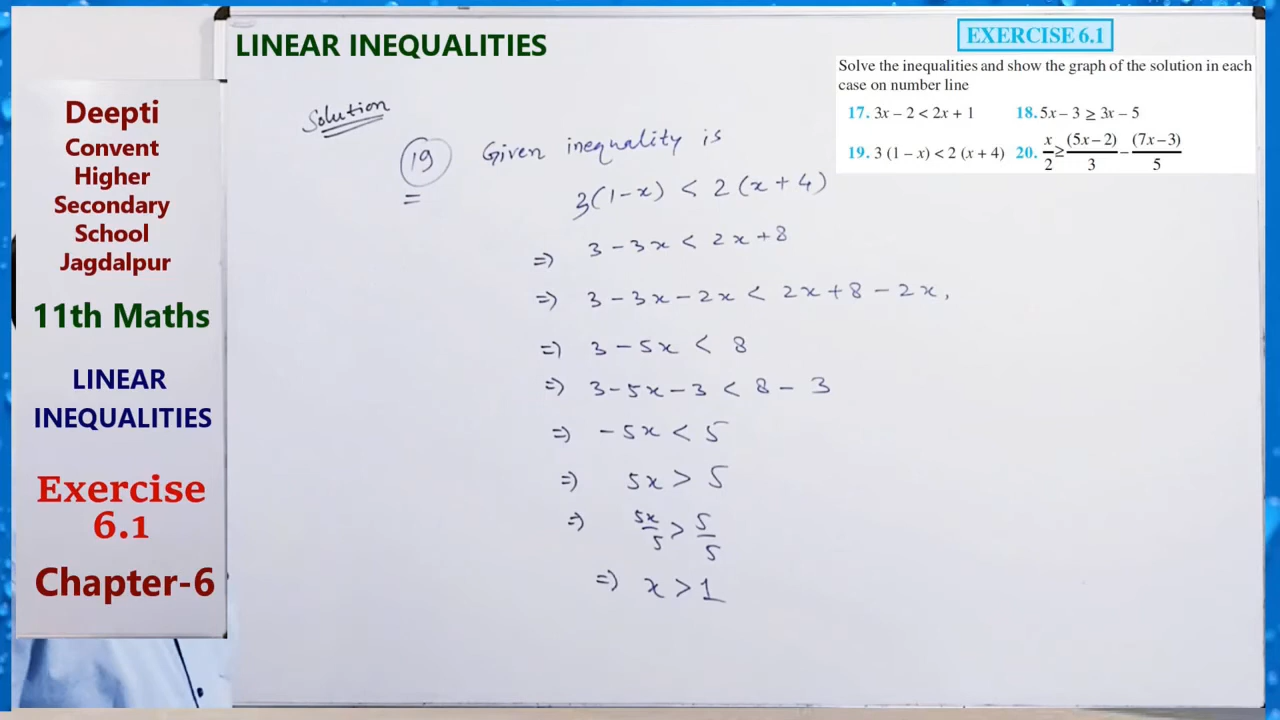 LINEAR INEQUALITIES
EXERCISE 6.1
Solve the inequalities and show the graph of the solution in each
case on number line
17. 3x – 2 < 2x + 1 18. 5x – 3 ≥ 3x – 5
19. 3 (1 – x) < 2 (x + 4) 20. x/2 ≥ (5x – 2)/3 – (7x – 3)/5
Deepti
Convent
Higher
Secondary
School
Jagdalpur
11th Maths
LINEAR
INEQUALITIES
Exercise
6.1
Chapter-6
Solution
19 Given inequality is
=
3(1-x) < 2(x+4)
=) 3-3x < 2x+8
=) 3-3x-2x < 2x+8-2x,
=) 3-5x < 8
=) 3-5x-3 < 8-3
=) -5x < 5
=) 5x > 5
=) 5x/5 > 5/5
=) x > 1